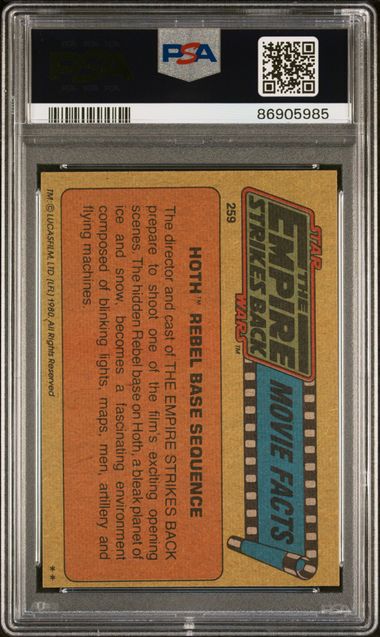 PSA
PSA
86905985
STAR
THE
EMPIRE
STRIKES BACK
WARS™
MOVIE FACTS
259
HOTH™ REBEL BASE SEQUENCE
The director and cast of THE EMPIRE STRIKES BACK
prepare to shoot one of the film's exciting opening
scenes. The hidden Rebel base on Hoth, a bleak planet of
ice and snow, becomes a fascinating environment
composed of blinking lights, maps, men, artillery and
flying machines.
TM: © LUCASFILM, LTD. (LFL) 1980. All Rights Reserved
**